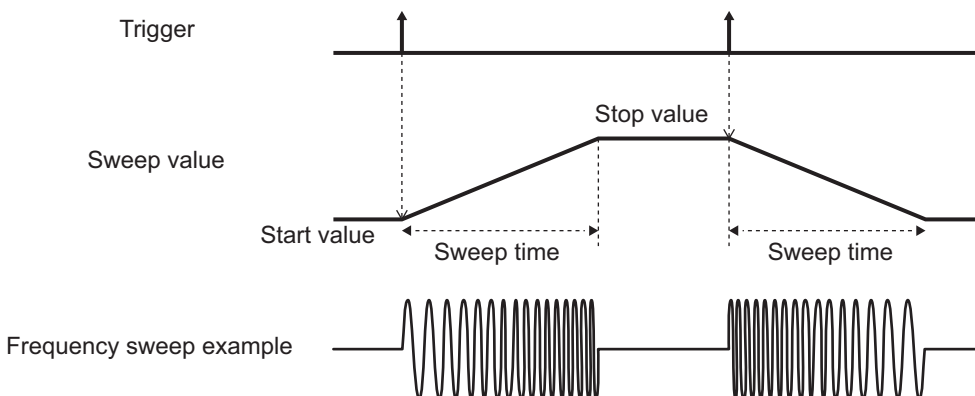 Trigger
Stop value
Sweep value
Start value
Sweep time
Sweep time
Frequency sweep example